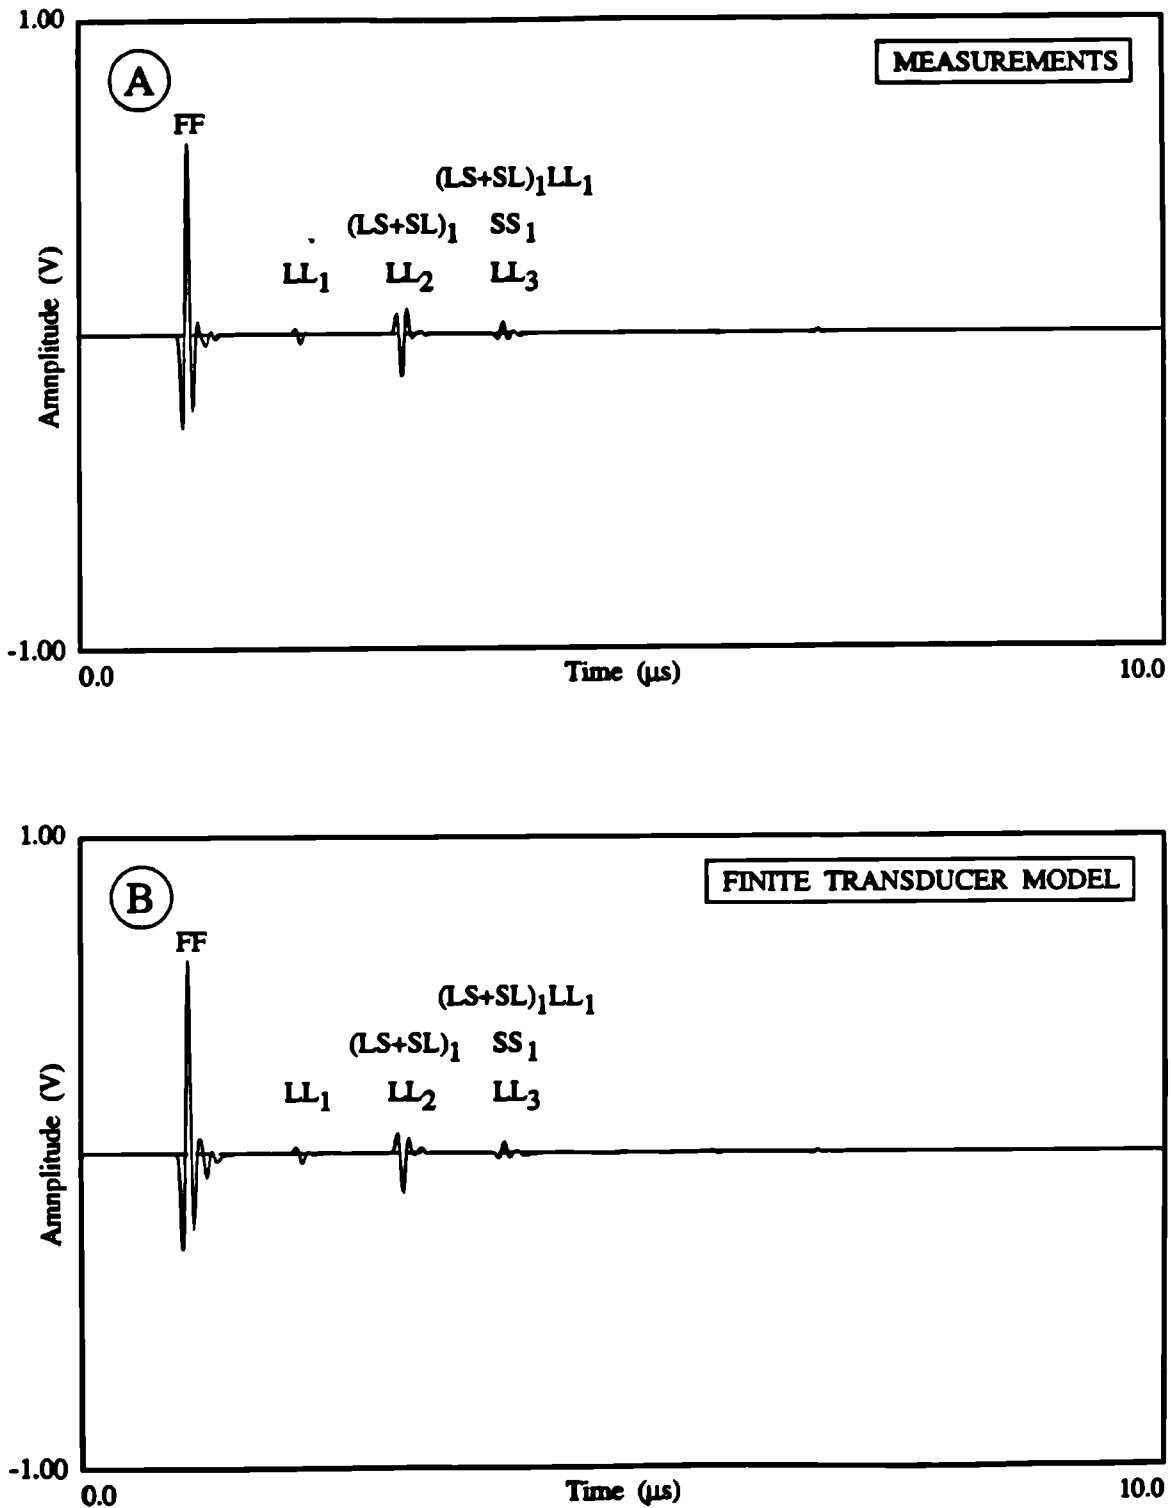 1.00
A
MEASUREMENTS
FF
(LS+SL)1LL1
(LS+SL)1 SS1
LL1 LL2 LL3
Amnplitude (V)
-1.00
0.0 Time (μs) 10.0
1.00
B
FINITE TRANSDUCER MODEL
FF
(LS+SL)1LL1
(LS+SL)1 SS1
LL1 LL2 LL3
Amnplitude (V)
-1.00
0.0 Time (μs) 10.0